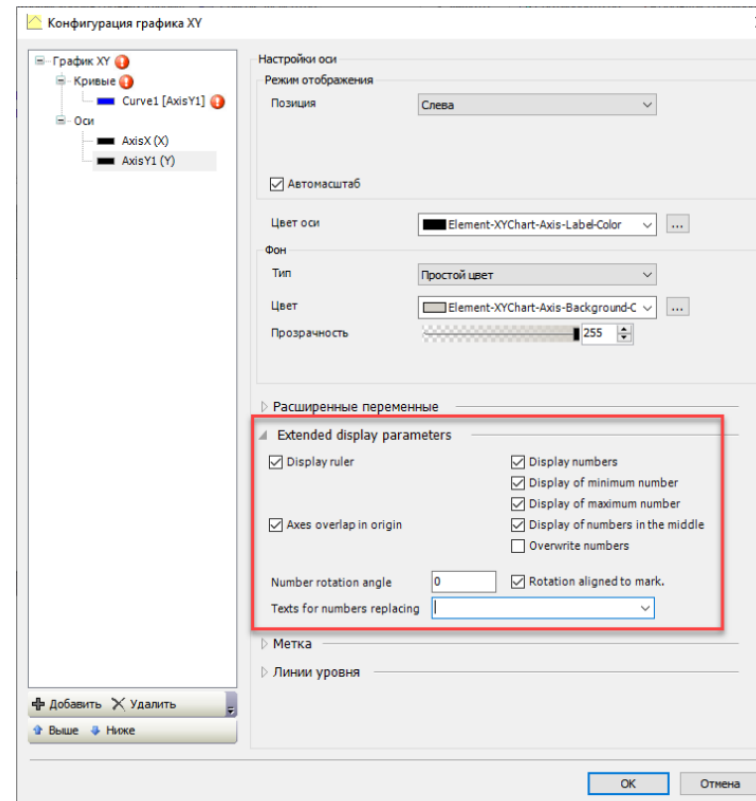 Конфигурация графика XY
График XY
Кривые
Curve1 [AxisY1]
Оси
AxisX (X)
AxisY1 (Y)
Добавить Удалить
Выше Ниже
Настройки оси
Режим отображения
Позиция Слева
Автомасштаб
Цвет оси Element-XYChart-Axis-Label-Color ...
Фон
Тип Простой цвет
Цвет Element-XYChart-Axis-Background-C ...
Прозрачность 255
Расширенные переменные
Extended display parameters
Display ruler Display numbers
Display of minimum number
Display of maximum number
Axes overlap in origin Display of numbers in the middle
Overwrite numbers
Number rotation angle 0 Rotation aligned to mark.
Texts for numbers replacing
Метка
Линии уровня
OK Отмена